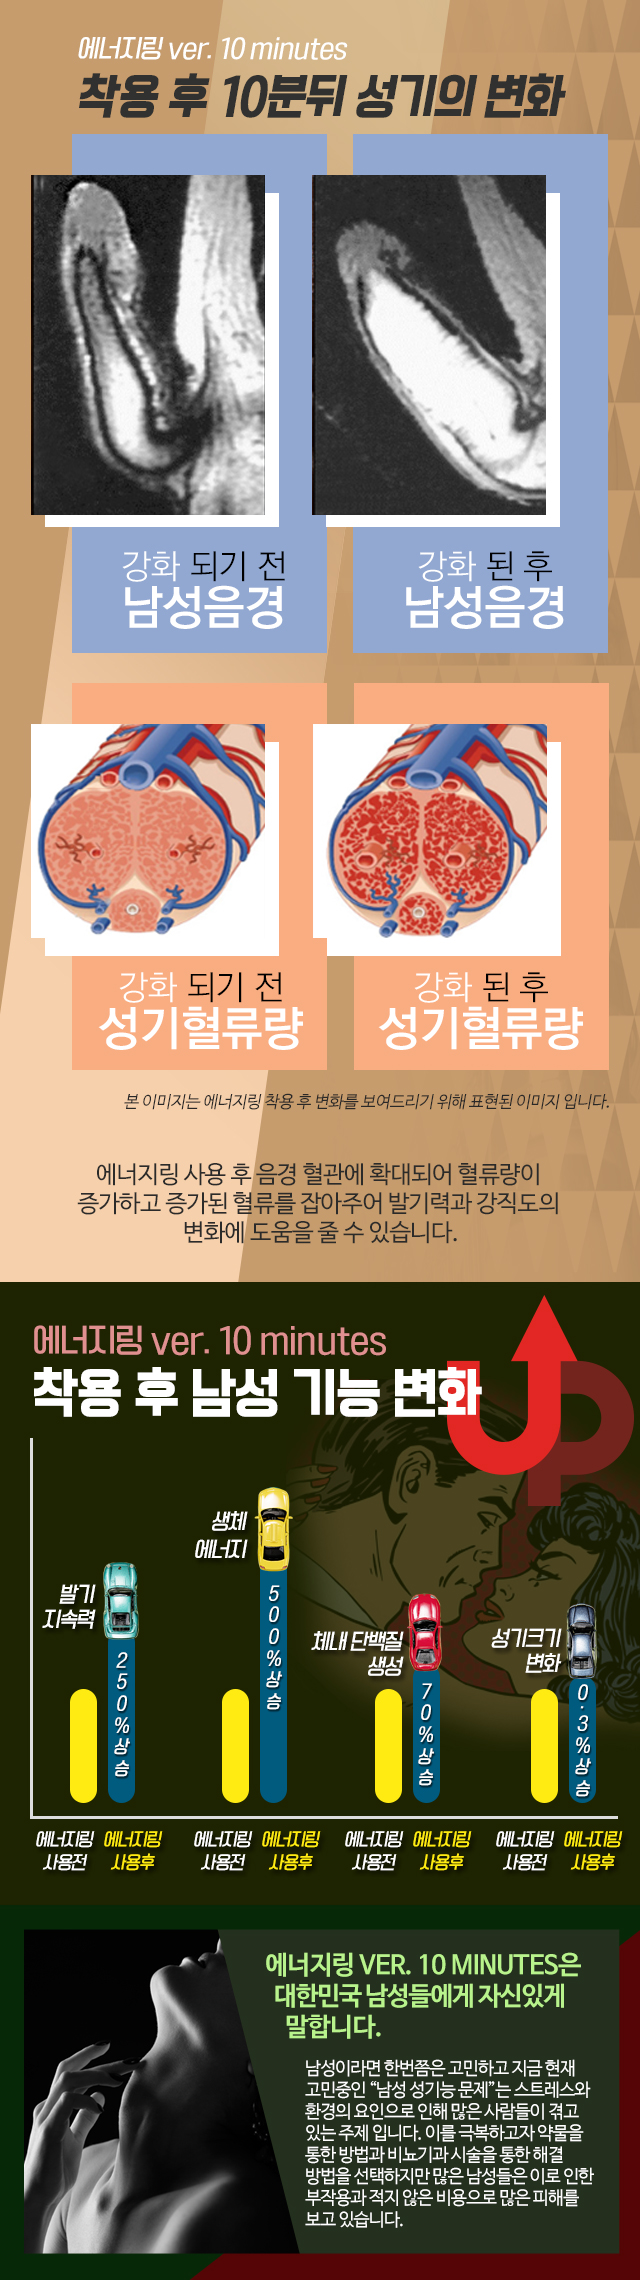 에너지링 ver. 10 minutes
착용 후 10분뒤 성기의 변화
강화 되기 전
남성음경
강화 된 후
남성음경
강화 되기 전
성기혈류량
강화 된 후
성기혈류량
본 이미지는 에너지링 착용 후 변화를 보여드리기 위해 표현된 이미지 입니다.
에너지링 사용 후 음경 혈관에 확대되어 혈류량이
증가하고 증가된 혈류를 잡아주어 발기력과 강직도의
변화에 도움을 줄 수 있습니다.
에너지링 ver. 10 minutes
착용 후 남성 기능 변화
UP
발기
지속력
250%상승
생체
에너지
500%상승
체내 단백질
생성
70%상승
성기크기
변화
0.3%상승
에너지링
사용전
에너지링
사용후
에너지링
사용전
에너지링
사용후
에너지링
사용전
에너지링
사용후
에너지링
사용전
에너지링
사용후
에너지링 VER. 10 MINUTES은
대한민국 남성들에게 자신있게
말합니다.
남성이라면 한번쯤은 고민하고 지금 현재
고민중인 “남성 성기능 문제”는 스트레스와
환경의 요인으로 인해 많은 사람들이 겪고
있는 주제 입니다. 이를 극복하고자 약물을
통한 방법과 비뇨기과 시술을 통한 해결
방법을 선택하지만 많은 남성들은 이로 인한
부작용과 적지 않은 비용으로 많은 피해를
보고 있습니다.